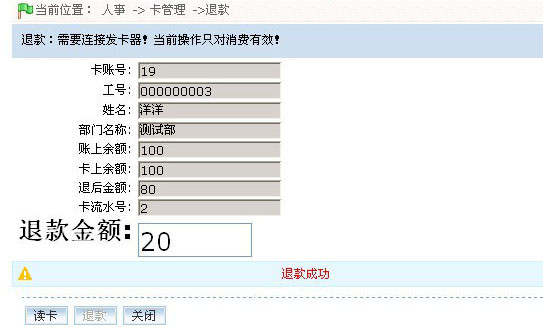 当前位置： 人事 -> 卡管理 ->退款
退款：需要连接发卡器！当前操作只对消费有效！
卡账号: 19
工号: 000000003
姓名: 洋洋
部门名称: 测试部
账上余额: 100
卡上余额: 100
退后金额: 80
卡流水号: 2
退款金额: 20
退款成功
读卡 退款 关闭